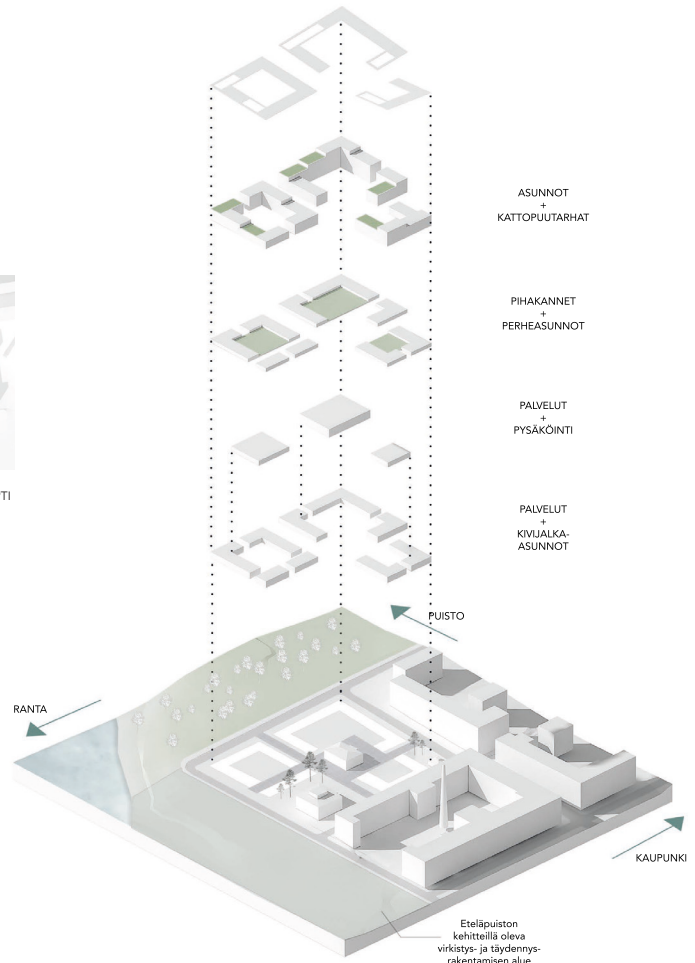 ASUNNOT
+
KATTOPUUTARHAT
PIHAKANNET
+
PERHEASUNNOT
PALVELUT
+
PYSÄKÖINTI
TI
PALVELUT
+
KIVIJALKA-
ASUNNOT
PUISTO
RANTA
KAUPUNKI
Eteläpuiston
kehitteillä oleva
virkistys- ja täydennys-
rakentamisen alue